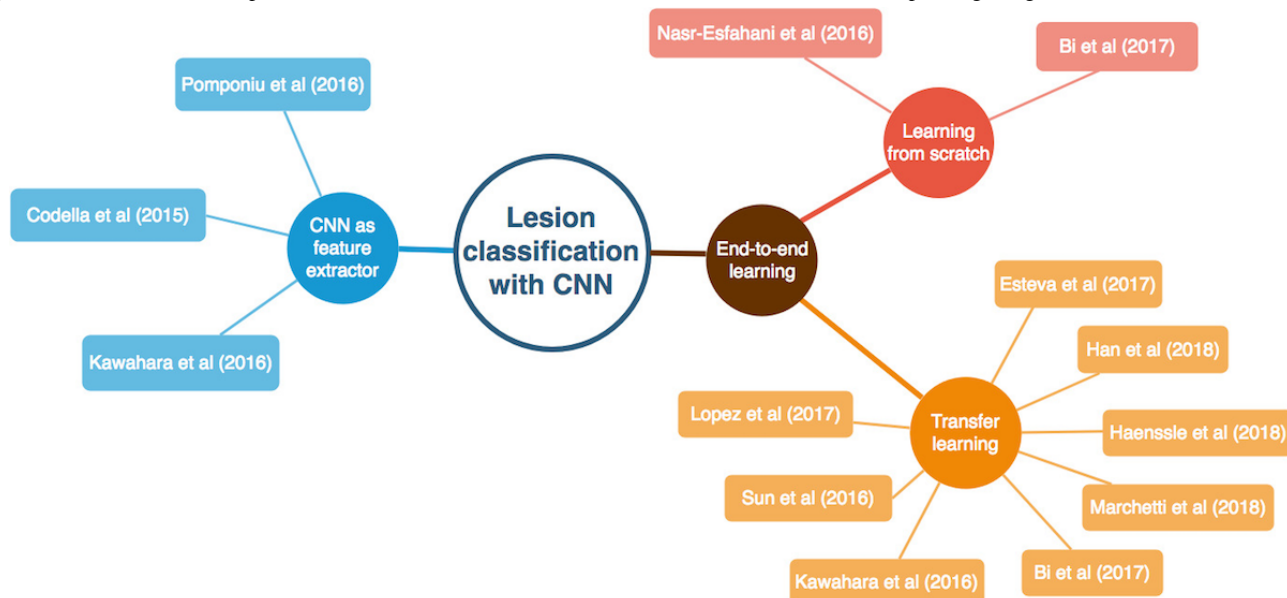 Nasr-Esfahani et al (2016)
Bi et al (2017)
Pomponiu et al (2016)
Learning
from scratch
Codella et al (2015)
CNN as
feature
extractor
Lesion
classification
with CNN
End-to-end
learning
Esteva et al (2017)
Kawahara et al (2016)
Han et al (2018)
Lopez et al (2017)
Transfer
learning
Haenssle et al (2018)
Sun et al (2016)
Marchetti et al (2018)
Kawahara et al (2016)
Bi et al (2017)